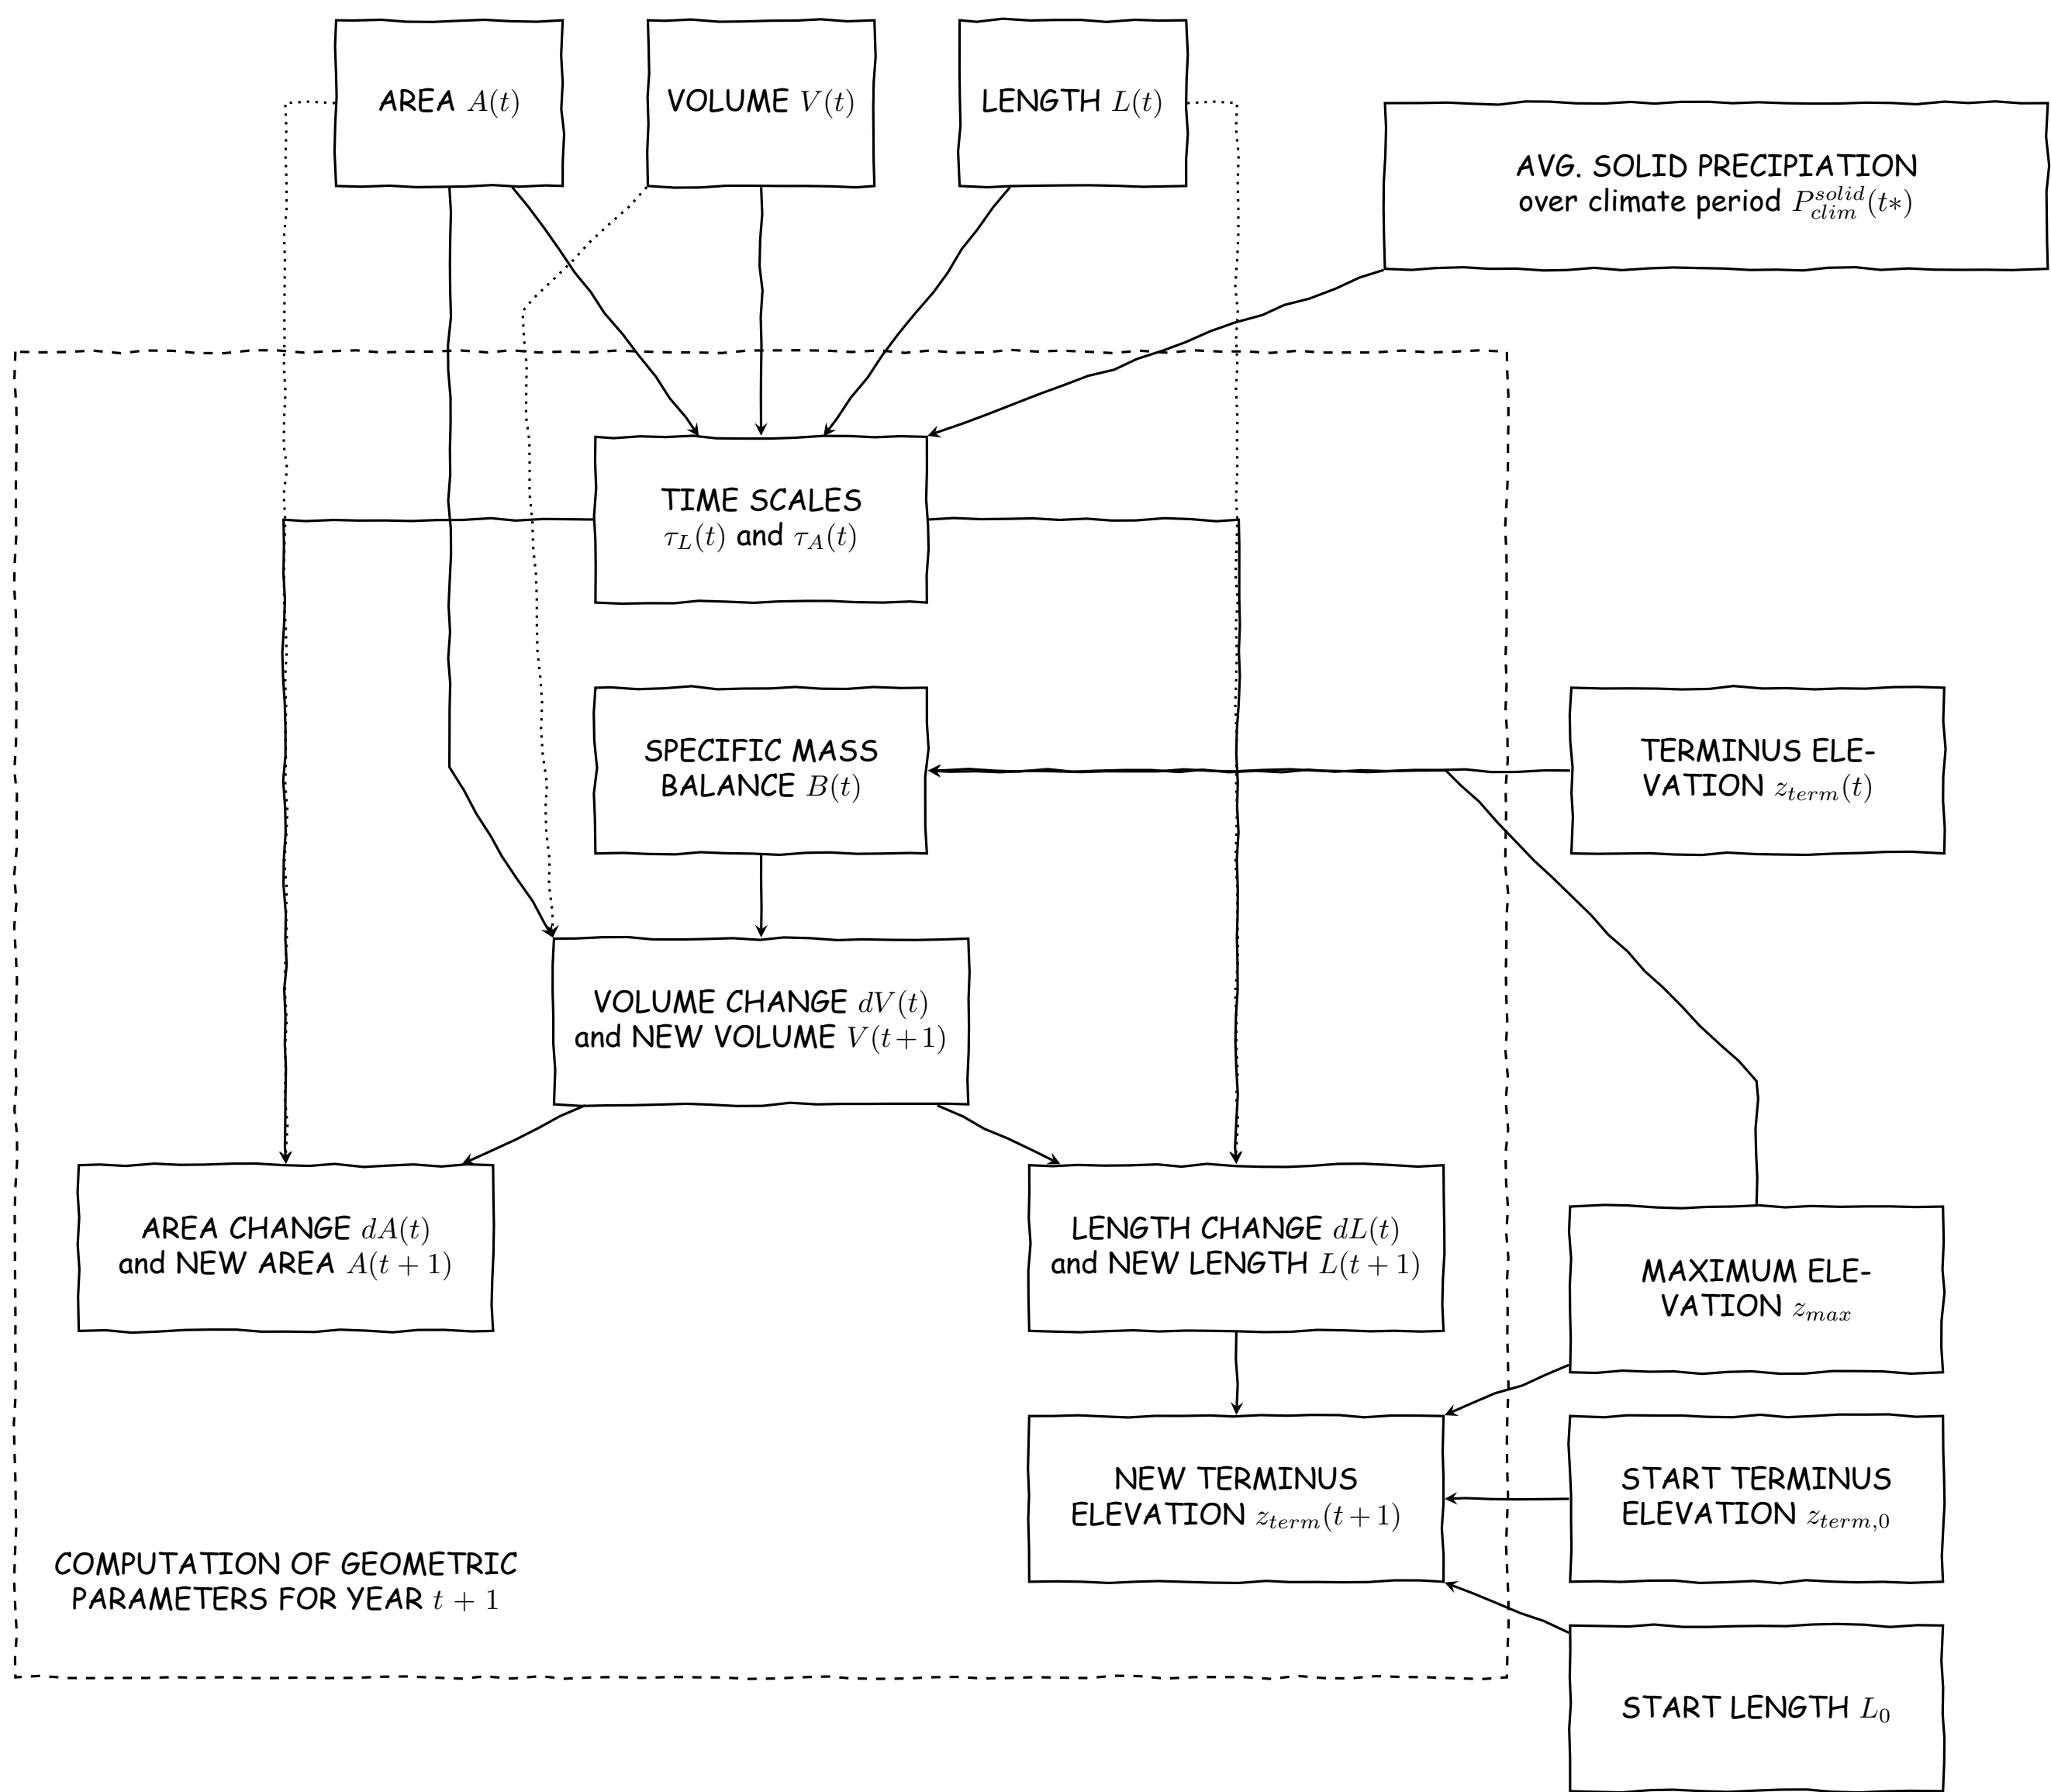 AREA A(t)
VOLUME V(t)
LENGTH L(t)
AVG. SOLID PRECIPIATION
over climate period P_{clim}^{solid}(t*)
TIME SCALES
τ_L(t) and τ_A(t)
SPECIFIC MASS
BALANCE B(t)
TERMINUS ELE-
VATION z_{term}(t)
VOLUME CHANGE dV(t)
and NEW VOLUME V(t+1)
AREA CHANGE dA(t)
and NEW AREA A(t + 1)
LENGTH CHANGE dL(t)
and NEW LENGTH L(t + 1)
MAXIMUM ELE-
VATION z_{max}
NEW TERMINUS
ELEVATION z_{term}(t+1)
START TERMINUS
ELEVATION z_{term,0}
COMPUTATION OF GEOMETRIC
PARAMETERS FOR YEAR t + 1
START LENGTH L_0